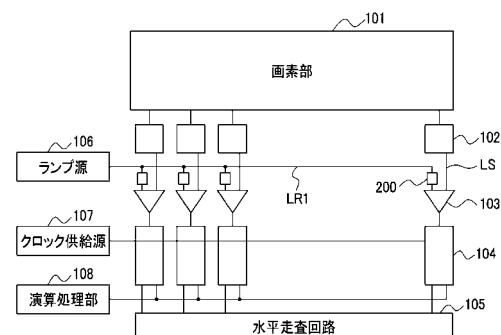 101
画素部
106
ランプ源
102
LS
200
LR1
103
107
クロック供給源
104
108
演算処理部
105
水平走査回路